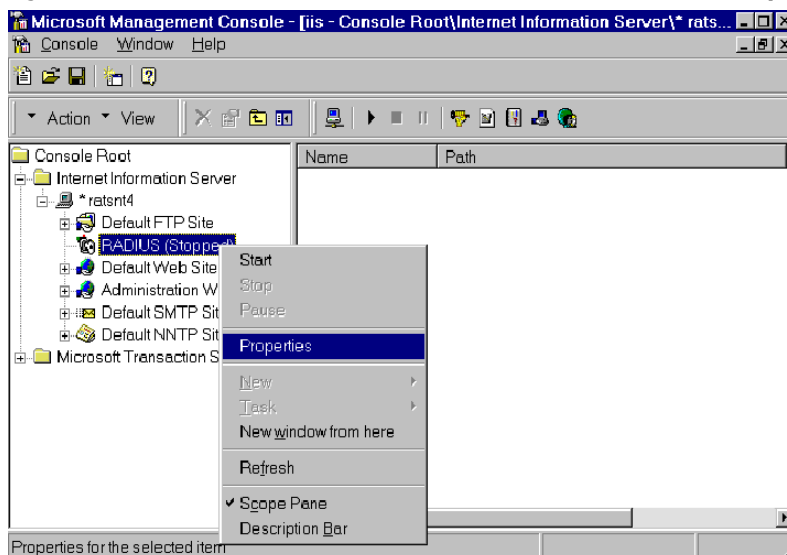 Microsoft Management Console - [iis - Console Root\Internet Information Server\* rats...
Console Window Help
Action View
Console Root
Internet Information Server
* ratsnt4
Default FTP Site
RADIUS (Stopped)
Default Web Site
Administration W
Default SMTP Sit
Default NNTP Sit
Microsoft Transaction S
Name Path
Start
Stop
Pause
Properties
New
Task
New window from here
Refresh
Scope Pane
Description Bar
Properties for the selected item